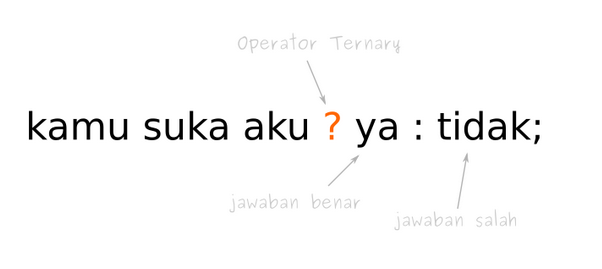 Operator Ternary
kamu suka aku ? ya : tidak;
jawaban benar
jawaban salah